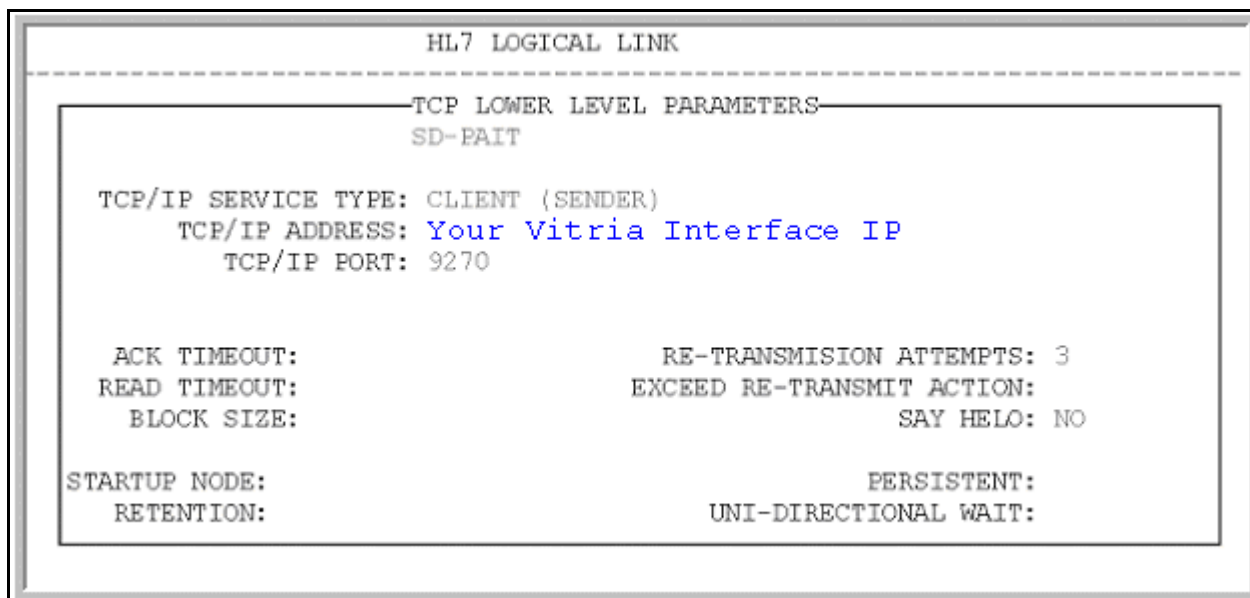 HL7 LOGICAL LINK
TCP LOWER LEVEL PARAMETERS
SD-PAIT
TCP/IP SERVICE TYPE: CLIENT (SENDER)
TCP/IP ADDRESS: Your Vitria Interface IP
TCP/IP PORT: 9270
ACK TIMEOUT: RE-TRANSMISION ATTEMPTS: 3
READ TIMEOUT: EXCEED RE-TRANSMIT ACTION:
BLOCK SIZE: SAY HELO: NO
STARTUP NODE: PERSISTENT:
RETENTION: UNI-DIRECTIONAL WAIT: